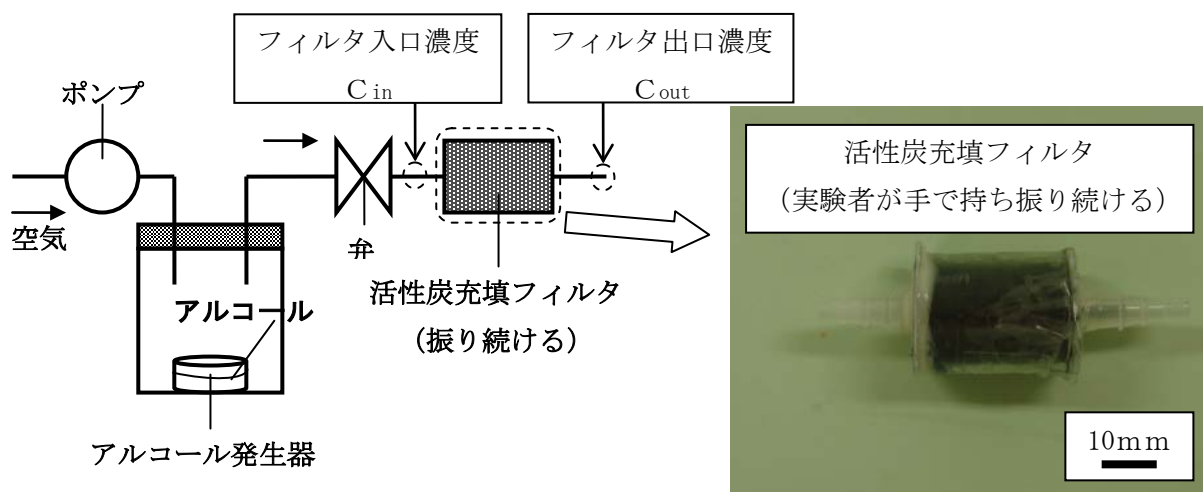 フィルタ入口濃度
Cin
フィルタ出口濃度
Cout
ポンプ
空気
弁
アルコール
アルコール発生器
活性炭充填フィルタ
(振り続ける)
活性炭充填フィルタ
(実験者が手で持ち振り続ける)
10mm